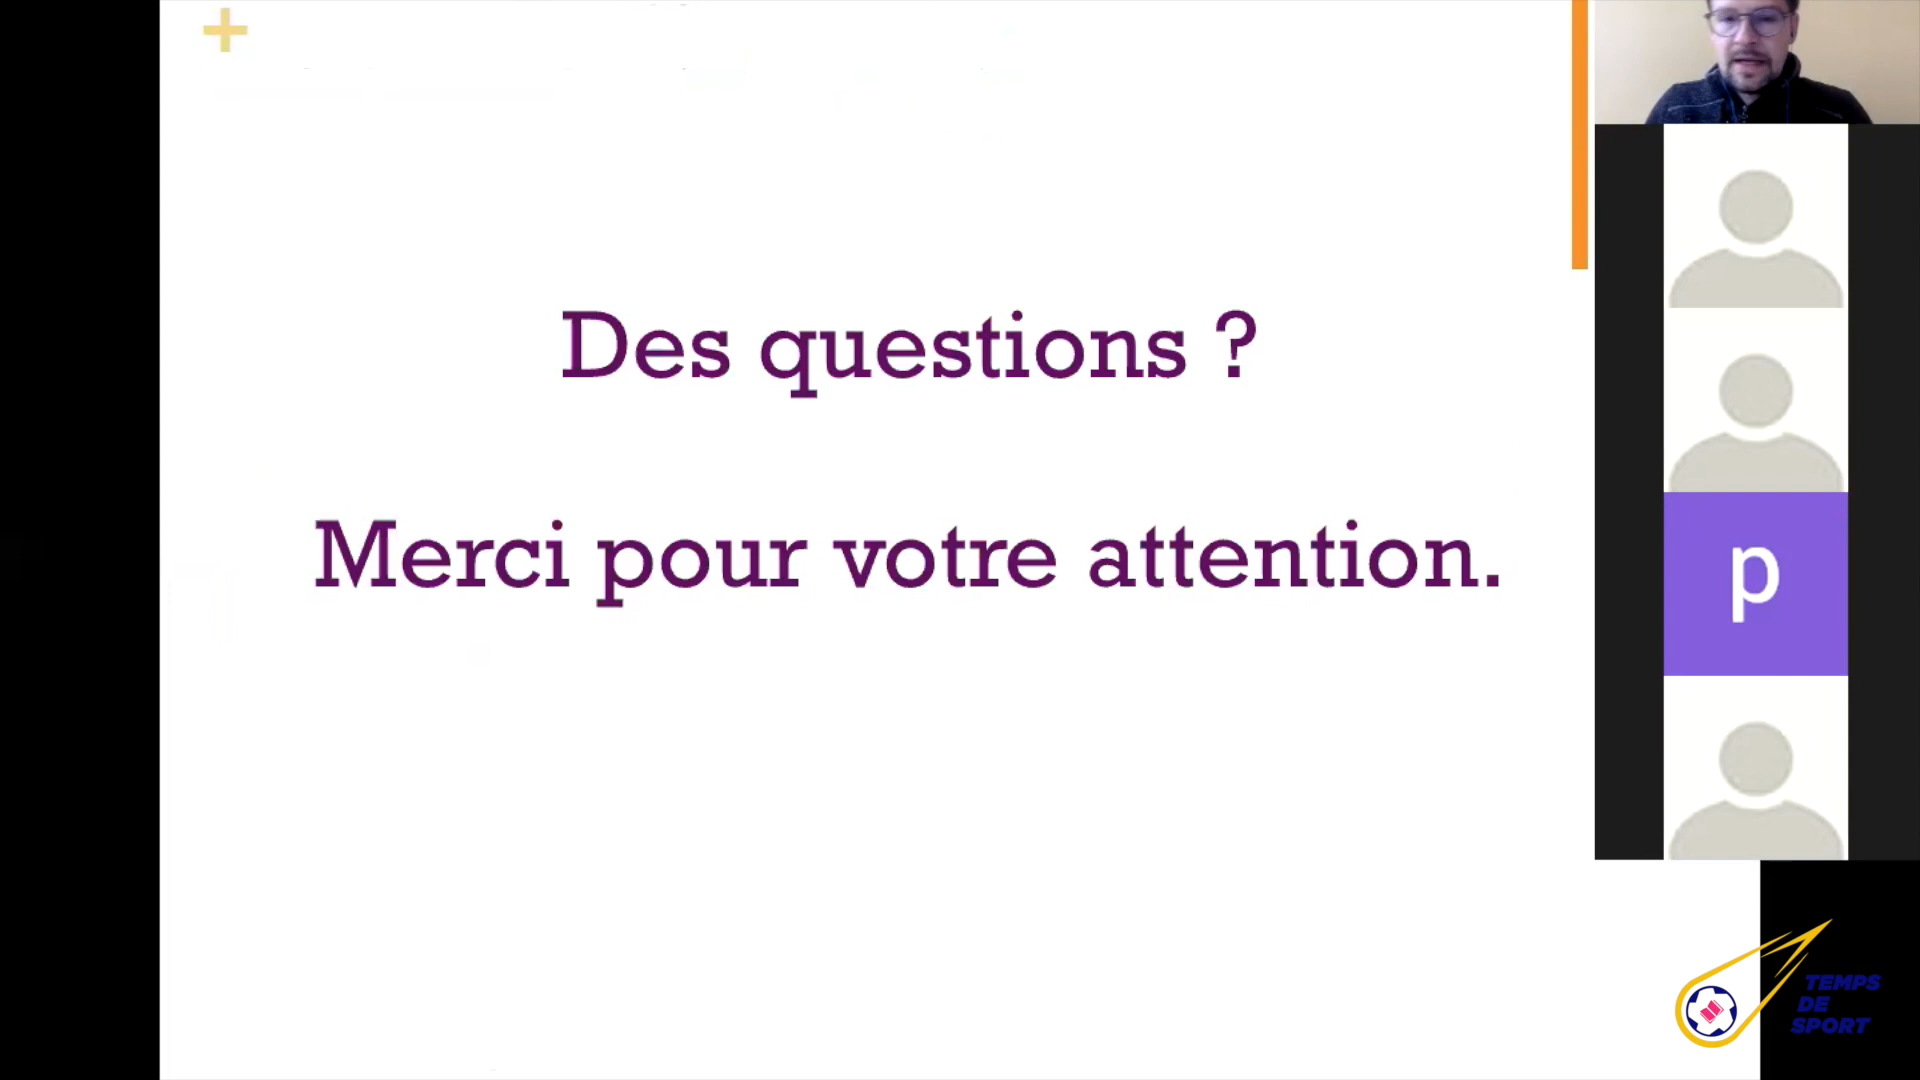 Des questions ?
Merci pour votre attention.
p
TEMPS
DE
SPORT